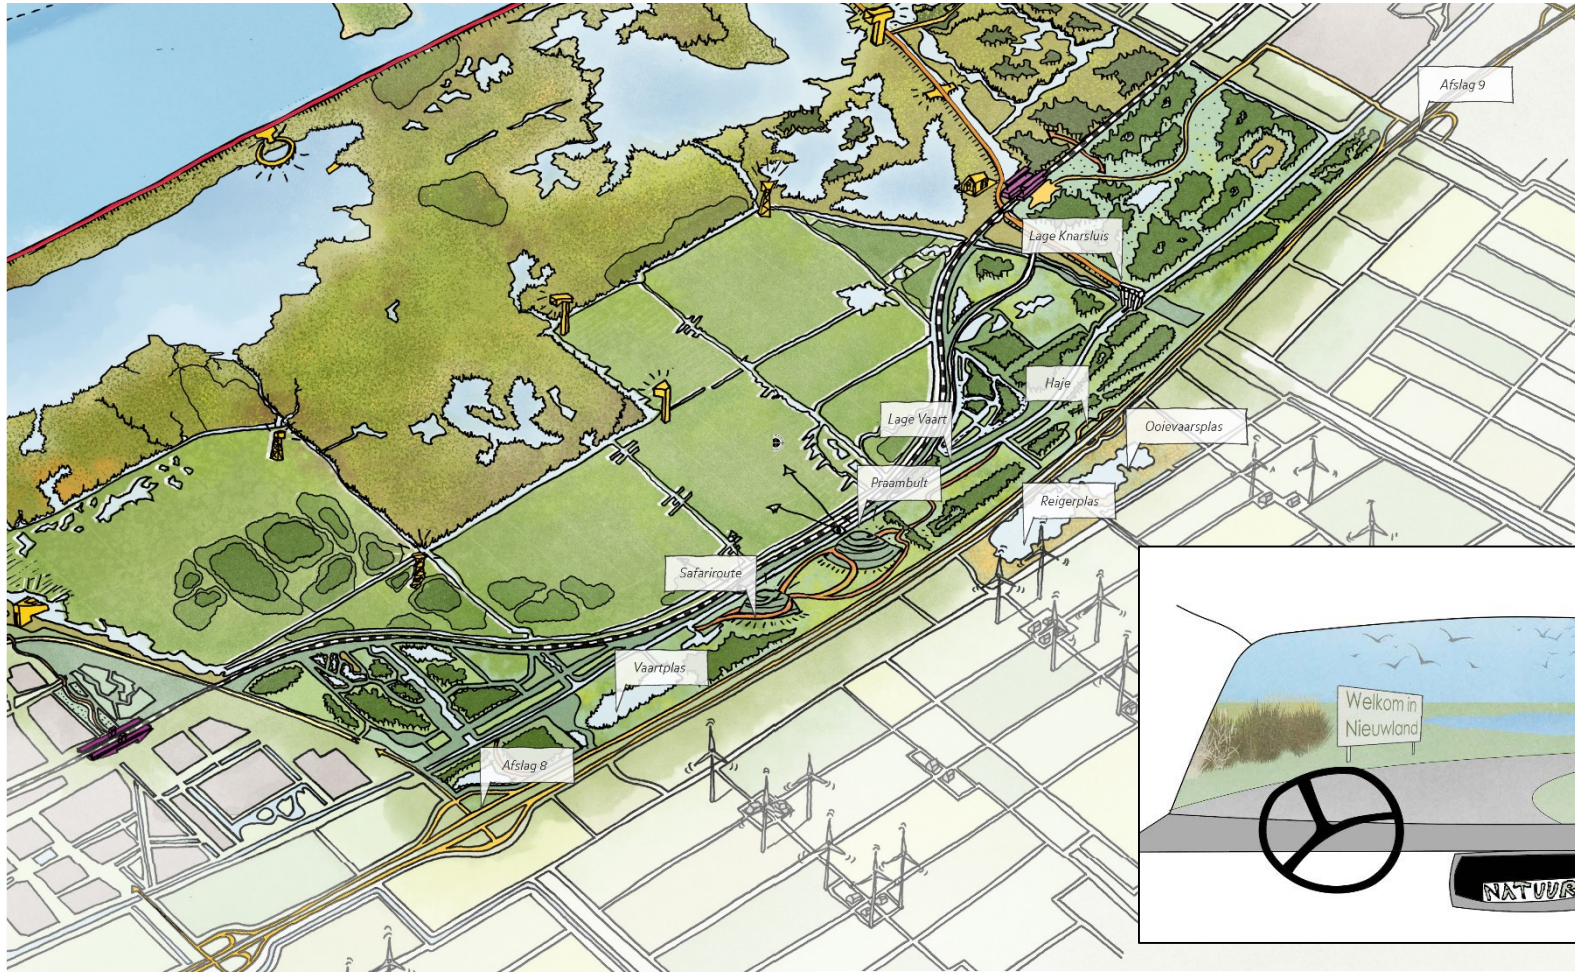 Afslag 9
Lage Knarsluis
Haje
Lage Vaart
Ooievaarsplas
Praambult
Reigerplas
Safariroute
Vaartplas
Afslag 8
Welkom in
Nieuwland
NATUUR